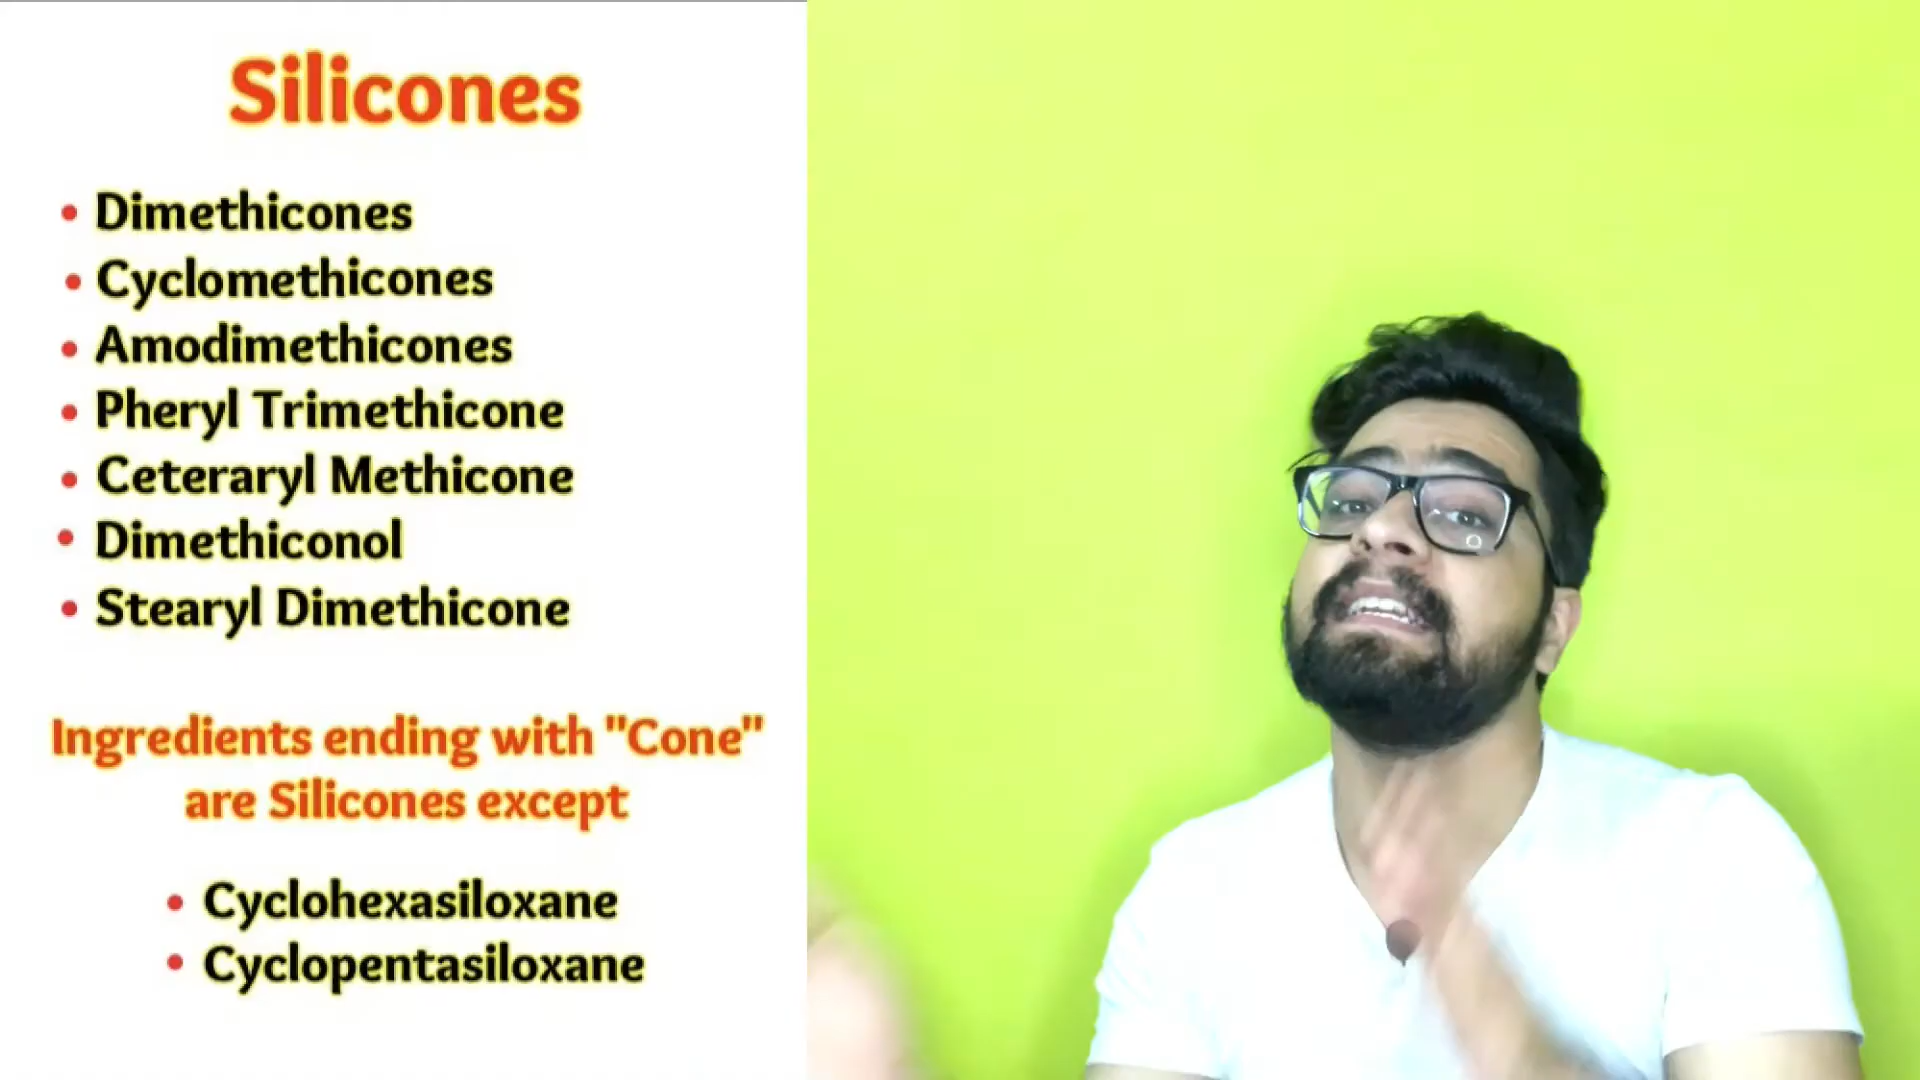 Silicones
• Dimethicones
• Cyclomethicones
• Amodimethicones
• Pheryl Trimethicone
• Ceteraryl Methicone
• Dimethiconol
• Stearyl Dimethicone
Ingredients ending with "Cone"
are Silicones except
• Cyclohexasiloxane
• Cyclopentasiloxane